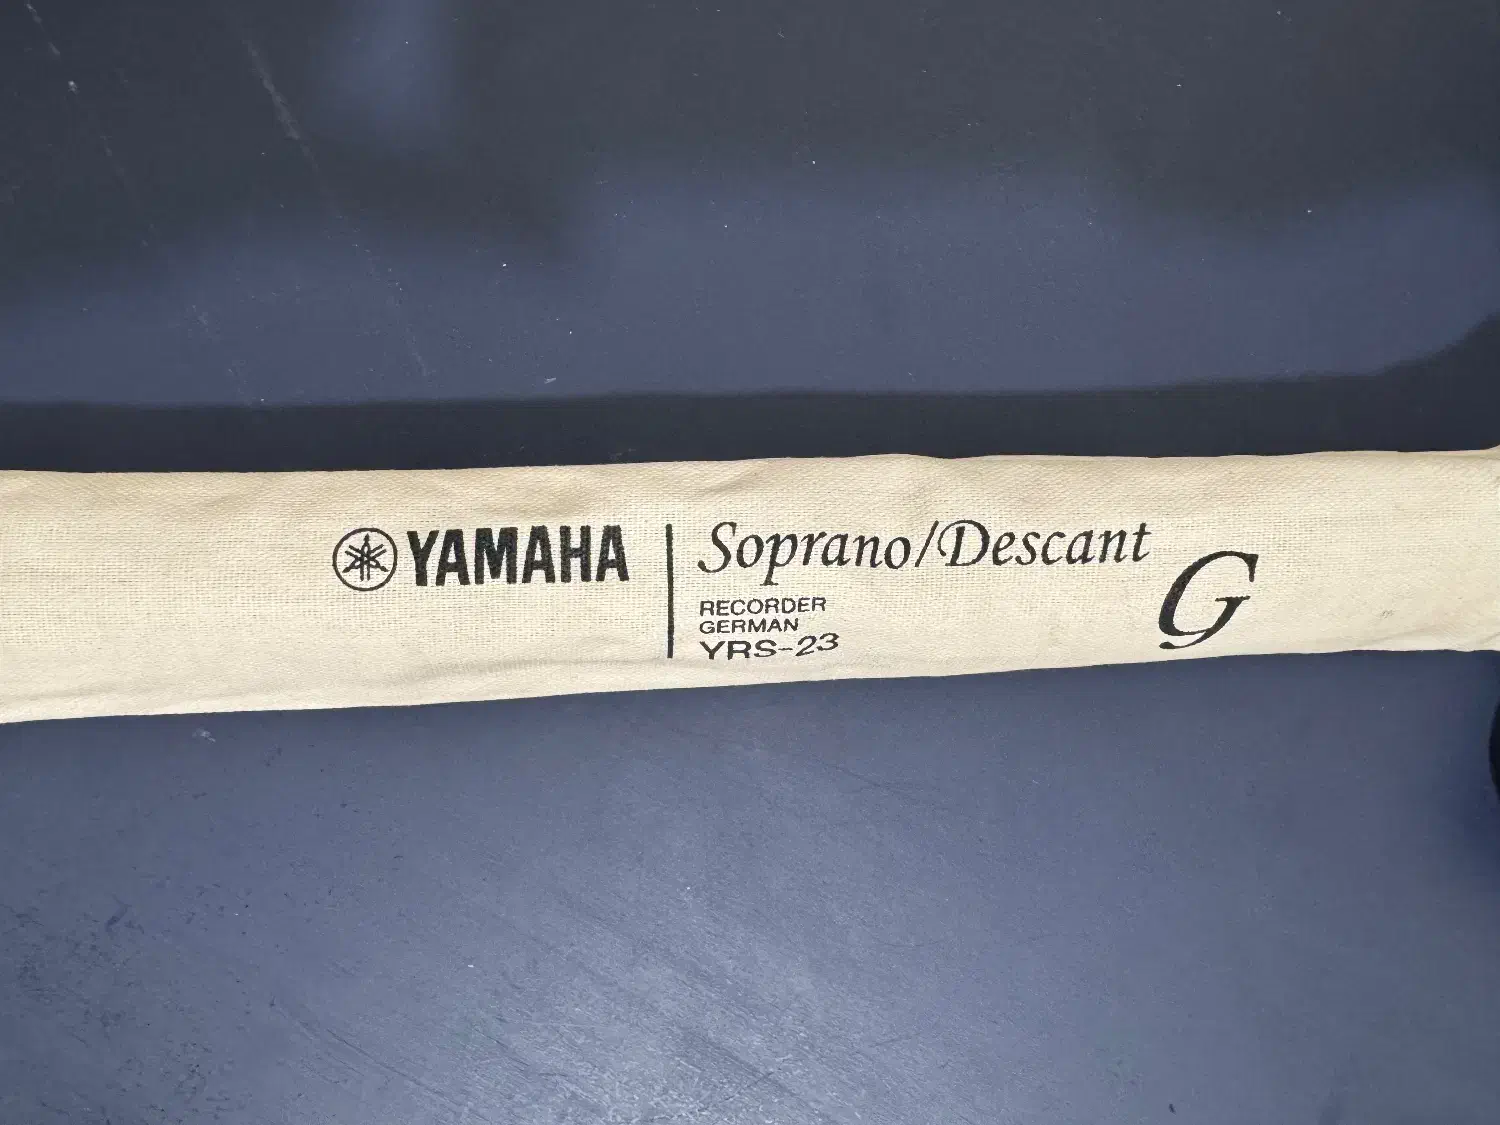 YAMAHA
Soprano/Descant
RECORDER
GERMAN
YRS-23
G